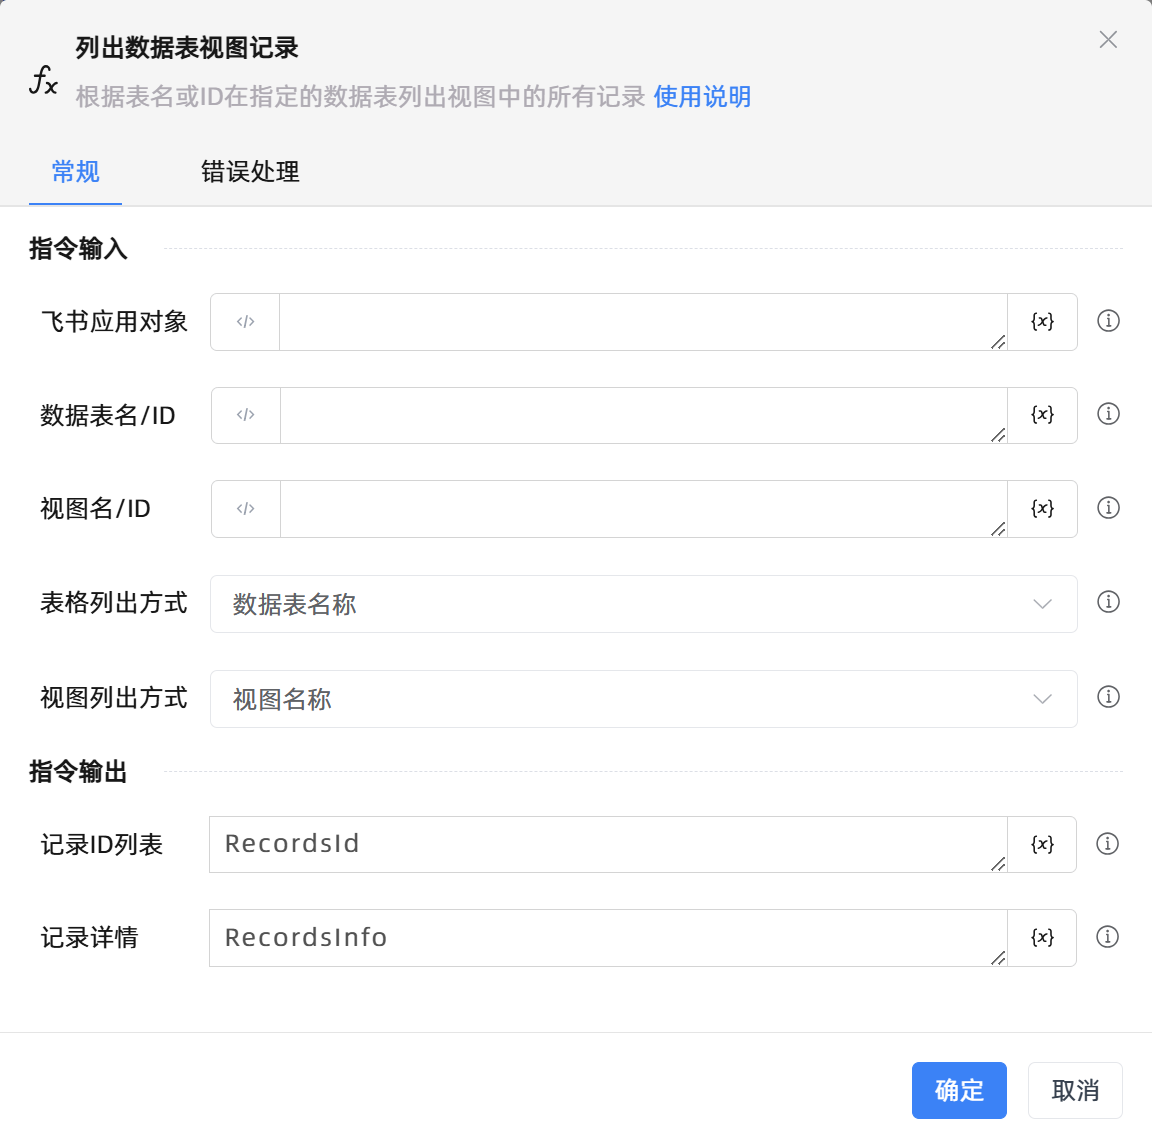 列出数据表视图记录
fx
根据表名或ID在指定的数据表列出视图中的所有记录 使用说明
常规 错误处理
指令输入
飞书应用对象 </> {x}
数据表名/ID </> {x}
视图名/ID </> {x}
表格列出方式 数据表名称
视图列出方式 视图名称
指令输出
记录ID列表 RecordsId {x}
记录详情 RecordsInfo {x}
确定 取消